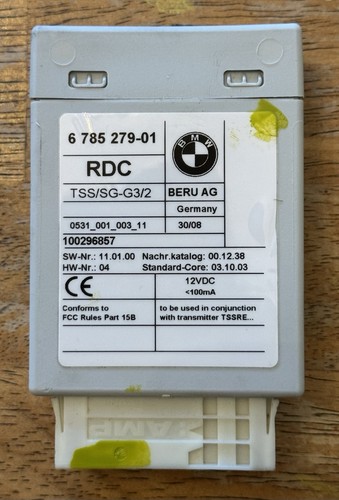 6 785 279-01
BMW
RDC
TSS/SG-G3/2 BERU AG
Germany
0531_001_003_11 30/08
100296857
SW-Nr.: 11.01.00 Nachr.katalog: 00.12.38
HW-Nr.: 04 Standard-Core: 03.10.03
CE 12VDC
<100mA
Conforms to to be used in conjunction
FCC Rules Part 15B with transmitter TSSRE...
AMP